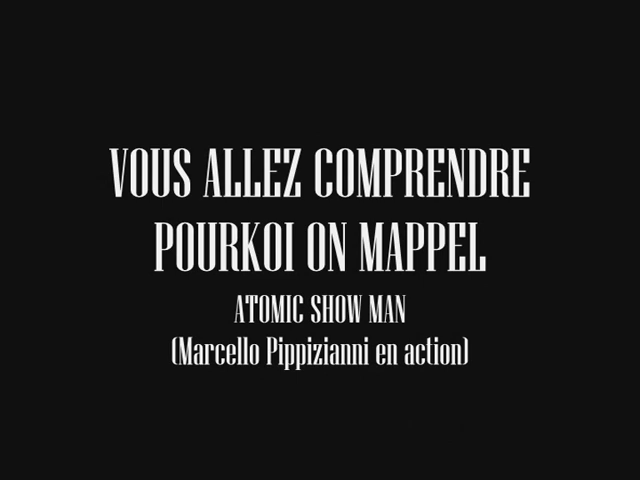 VOUS ALLEZ COMPRENDRE
POURKOI ON MAPPEL
ATOMIC SHOW MAN
(Marcello Pippizianni en action)